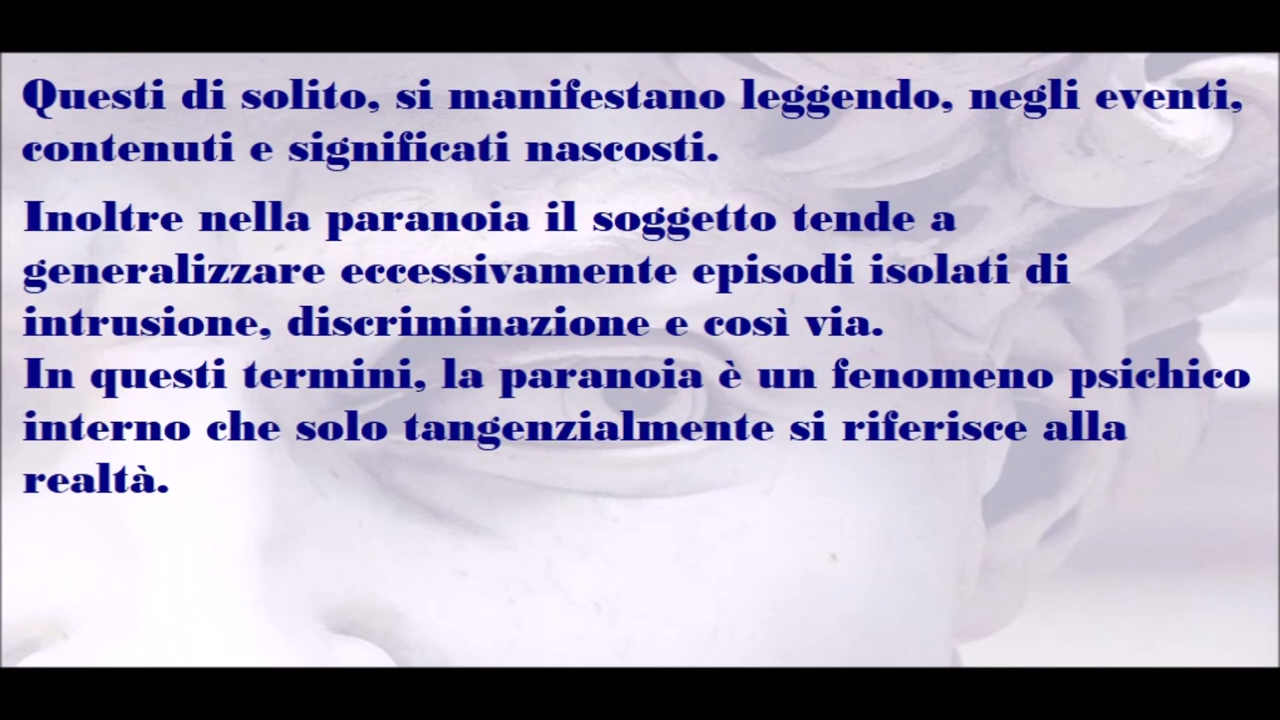 Questi di solito, si manifestano leggendo, negli eventi,
contenuti e significati nascosti.
Inoltre nella paranoia il soggetto tende a
generalizzare eccessivamente episodi isolati di
intrusione, discriminazione e così via.
In questi termini, la paranoia è un fenomeno psichico
interno che solo tangenzialmente si riferisce alla
realtà.